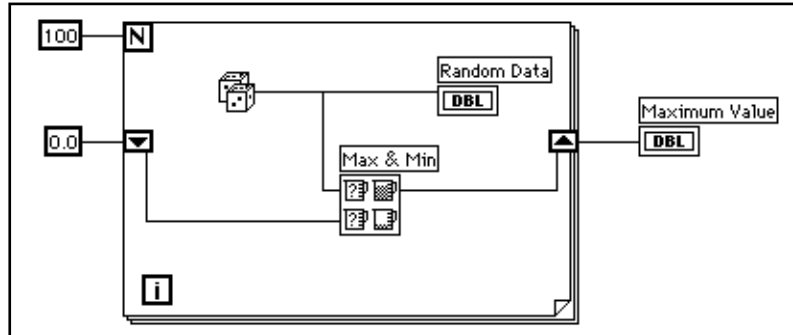 100
N
Random Data
DBL
Maximum Value
0.0
DBL
Max & Min
? ?
i